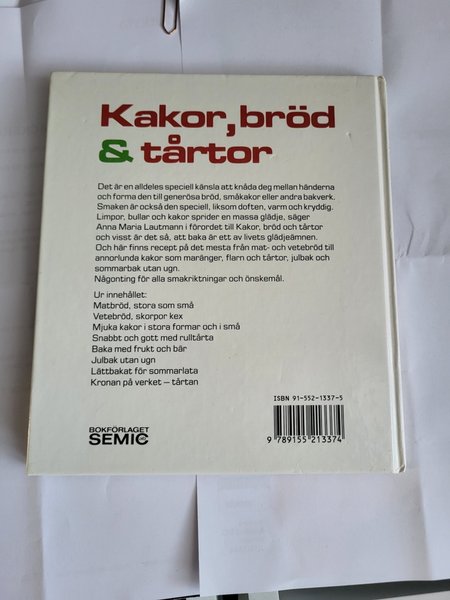 Kakor, bröd
& tårtor
Det är en alldeles speciell känsla att knåda deg mellan händerna
och forma den till generösa bröd, småkakor eller andra bakverk.
Smaken är också den speciell, liksom doften, varm och kryddig.
Limpor, bullar och kakor sprider en massa glädje, säger
Anna Maria Lautmann i förordet till Kakor, bröd och tårtor
och visst är det så, att baka är ett av livets glädjeämnen.
Och här finns recept på det mesta från mat- och vetebröd till
annorlunda kakor som maränger, flarn och tårtor, julbak och
sommarbak utan ugn.
Någonting för alla smakriktningar och önskemål.
Ur innehållet:
Matbröd, stora som små
Vetebröd, skorpor kex
Mjuka kakor i stora formar och i små
Snabbt och gott med rulltårta
Baka med frukt och bär
Julbak utan ugn
Lättbakat för sommarlata
Kronan på verket – tårtan
ISBN 91-552-1337-5
9 789155 213374
BOKFÖRLAGET
SEMIC